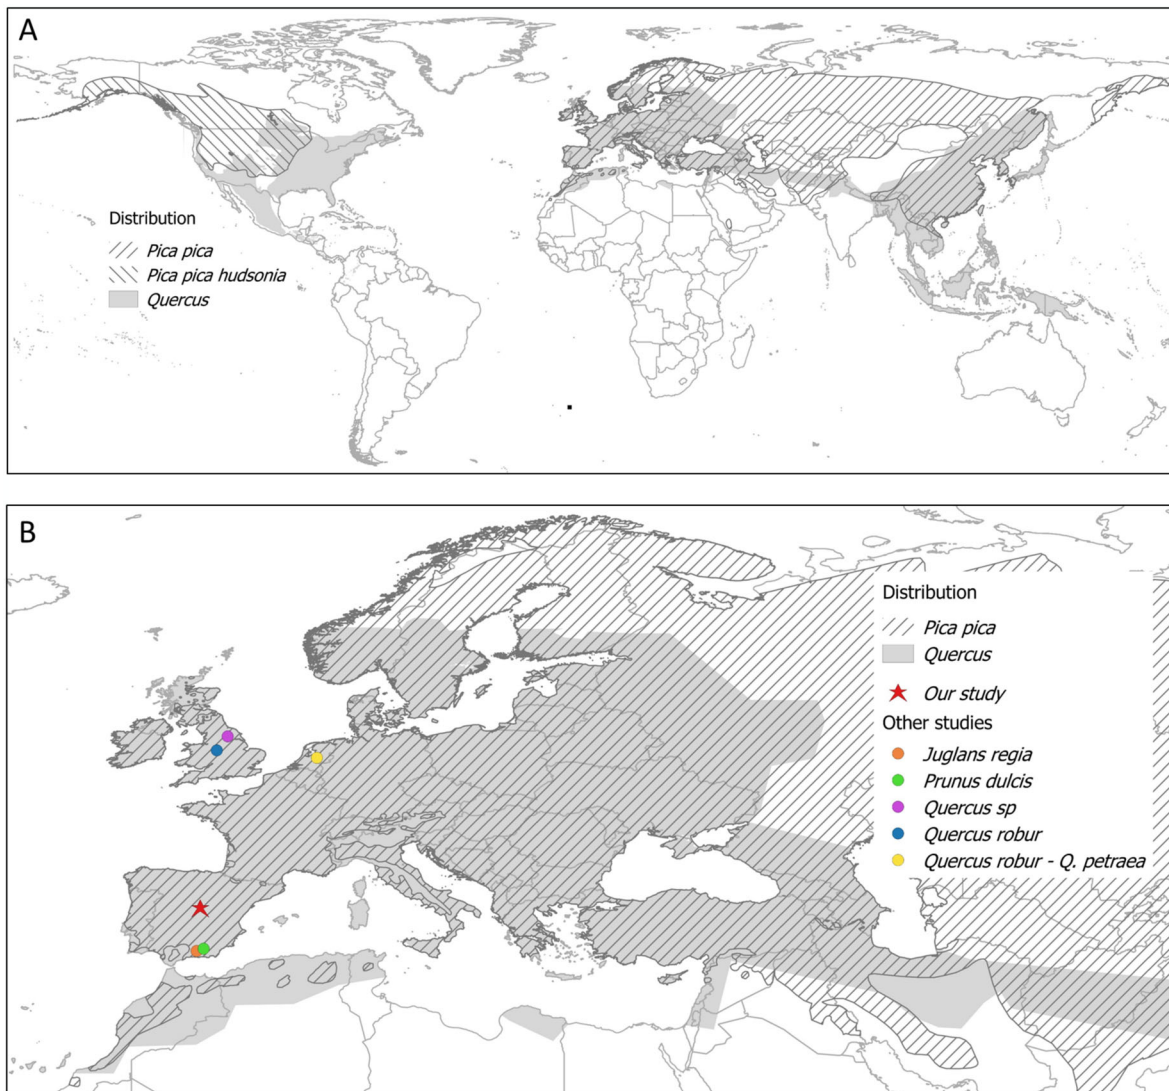 A
Distribution
Pica pica
Pica pica hudsonia
Quercus
B
Distribution
Pica pica
Quercus
Our study
Other studies
Juglans regia
Prunus dulcis
Quercus sp
Quercus robur
Quercus robur - Q. petraea